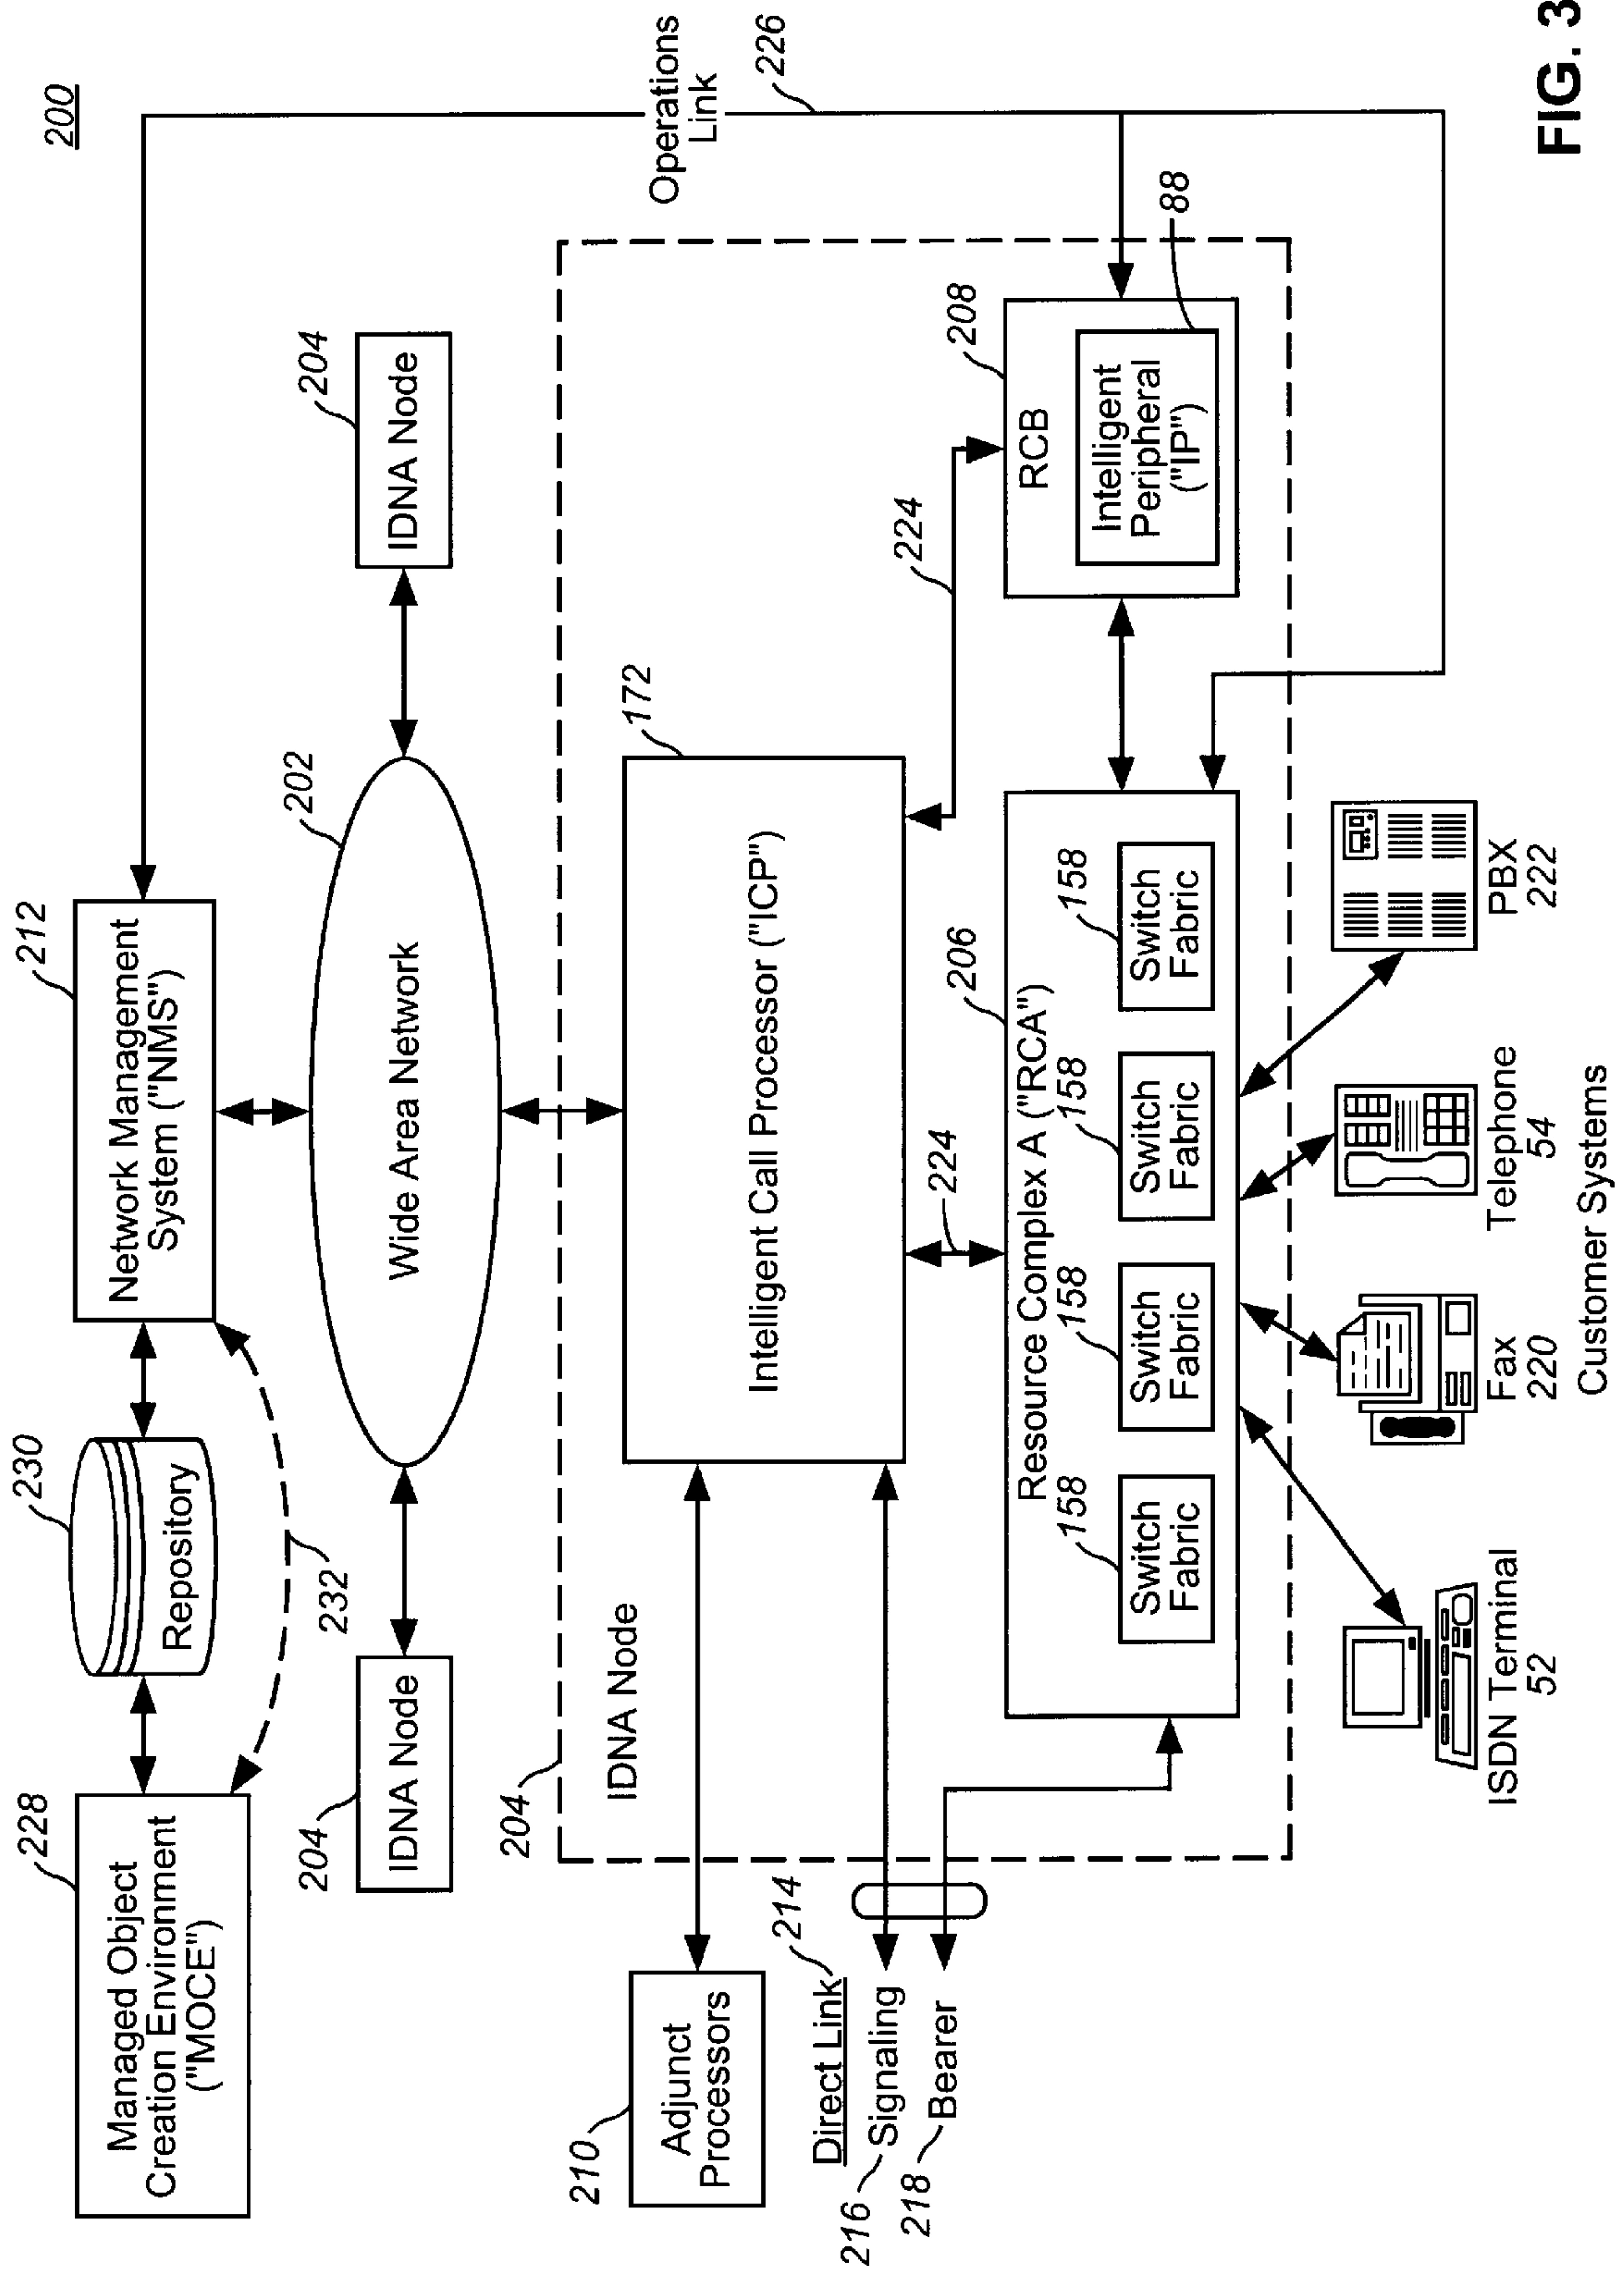 200
228
Managed Object
Creation Environment
("MOCE")
230
Repository
212
Network Management
System ("NMS")
232
204
IDNA Node
202
Wide Area Network
204
IDNA Node
Operations
Link
226
204
IDNA Node
210
Adjunct
Processors
172
Intelligent Call Processor ("ICP")
Direct Link
214
216
Signaling
218
Bearer
224
224
206
Resource Complex A ("RCA")
158
Switch
Fabric
158
Switch
Fabric
158
Switch
Fabric
158
Switch
Fabric
208
RCB
Intelligent
Peripheral
("IP")
88
ISDN Terminal
52
Fax
220
Telephone
54
PBX
222
Customer Systems
FIG. 3